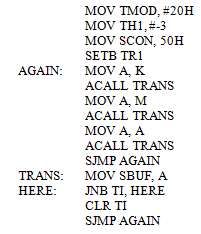 MOV TMOD, #20H
MOV TH1, #-3
MOV SCON, 50H
SETB TR1
AGAIN: MOV A, K
ACALL TRANS
MOV A, M
ACALL TRANS
MOV A, A
ACALL TRANS
SJMP AGAIN
TRANS: MOV SBUF, A
HERE: JNB TI, HERE
CLR TI
SJMP AGAIN